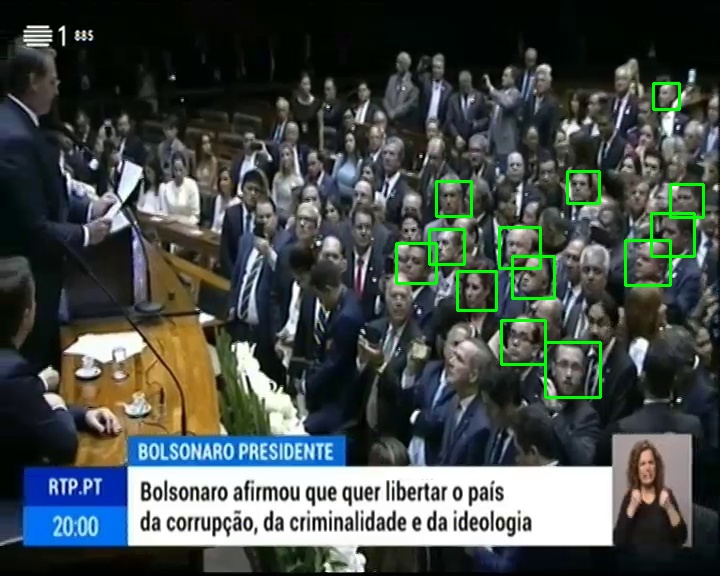 1 885
BOLSONARO PRESIDENTE
RTP.PT
20:00
Bolsonaro afirmou que quer libertar o país
da corrupção, da criminalidade e da ideologia